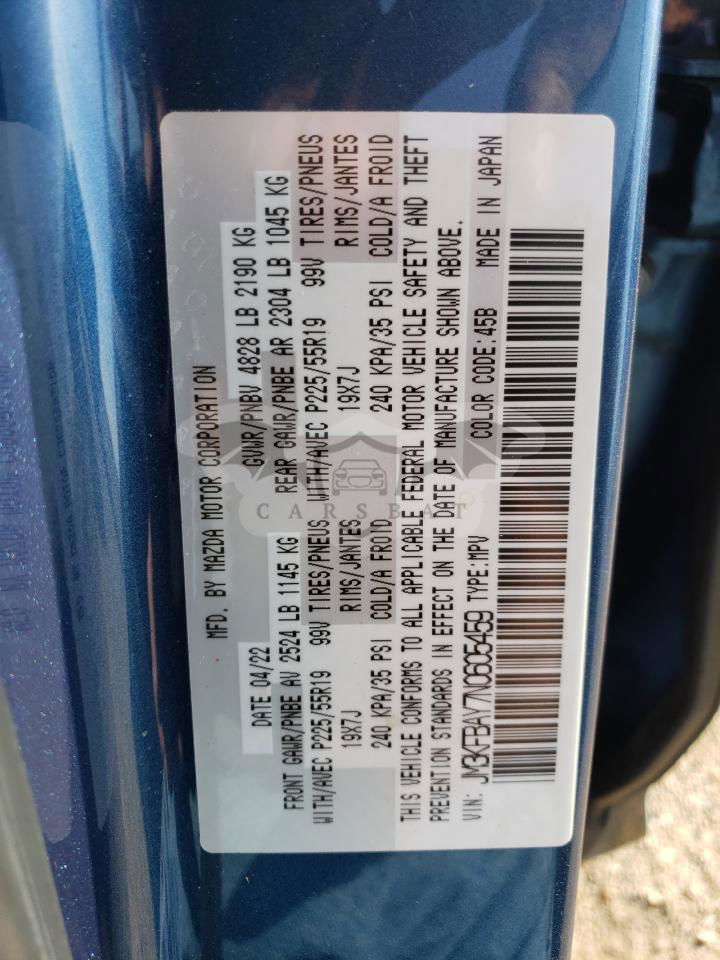 MFD. BY MAZDA MOTOR CORPORATION
DATE 04/22 GVWR/PNBV 4828 LB 2190 KG
FRONT GAWR/PNBE AV 2524 LB 1145 KG REAR GAWR/PNBE AR 2304 LB 1045 KG
WITH/AVEC P225/55R19 99V TIRES/PNEUS WITH/AVEC P225/55R19 99V TIRES/PNEUS
19X7J RIMS/JANTES 19X7J RIMS/JANTES
240 KPA/35 PSI COLD/A FROID 240 KPA/35 PSI COLD/A FROID
THIS VEHICLE CONFORMS TO ALL APPLICABLE FEDERAL MOTOR VEHICLE SAFETY AND THEFT
PREVENTION STANDARDS IN EFFECT ON THE DATE OF MANUFACTURE SHOWN ABOVE.
VIN: JM3KFBAY7N0605459 TYPE:MPV COLOR CODE:45B MADE IN JAPAN
CARSBAT